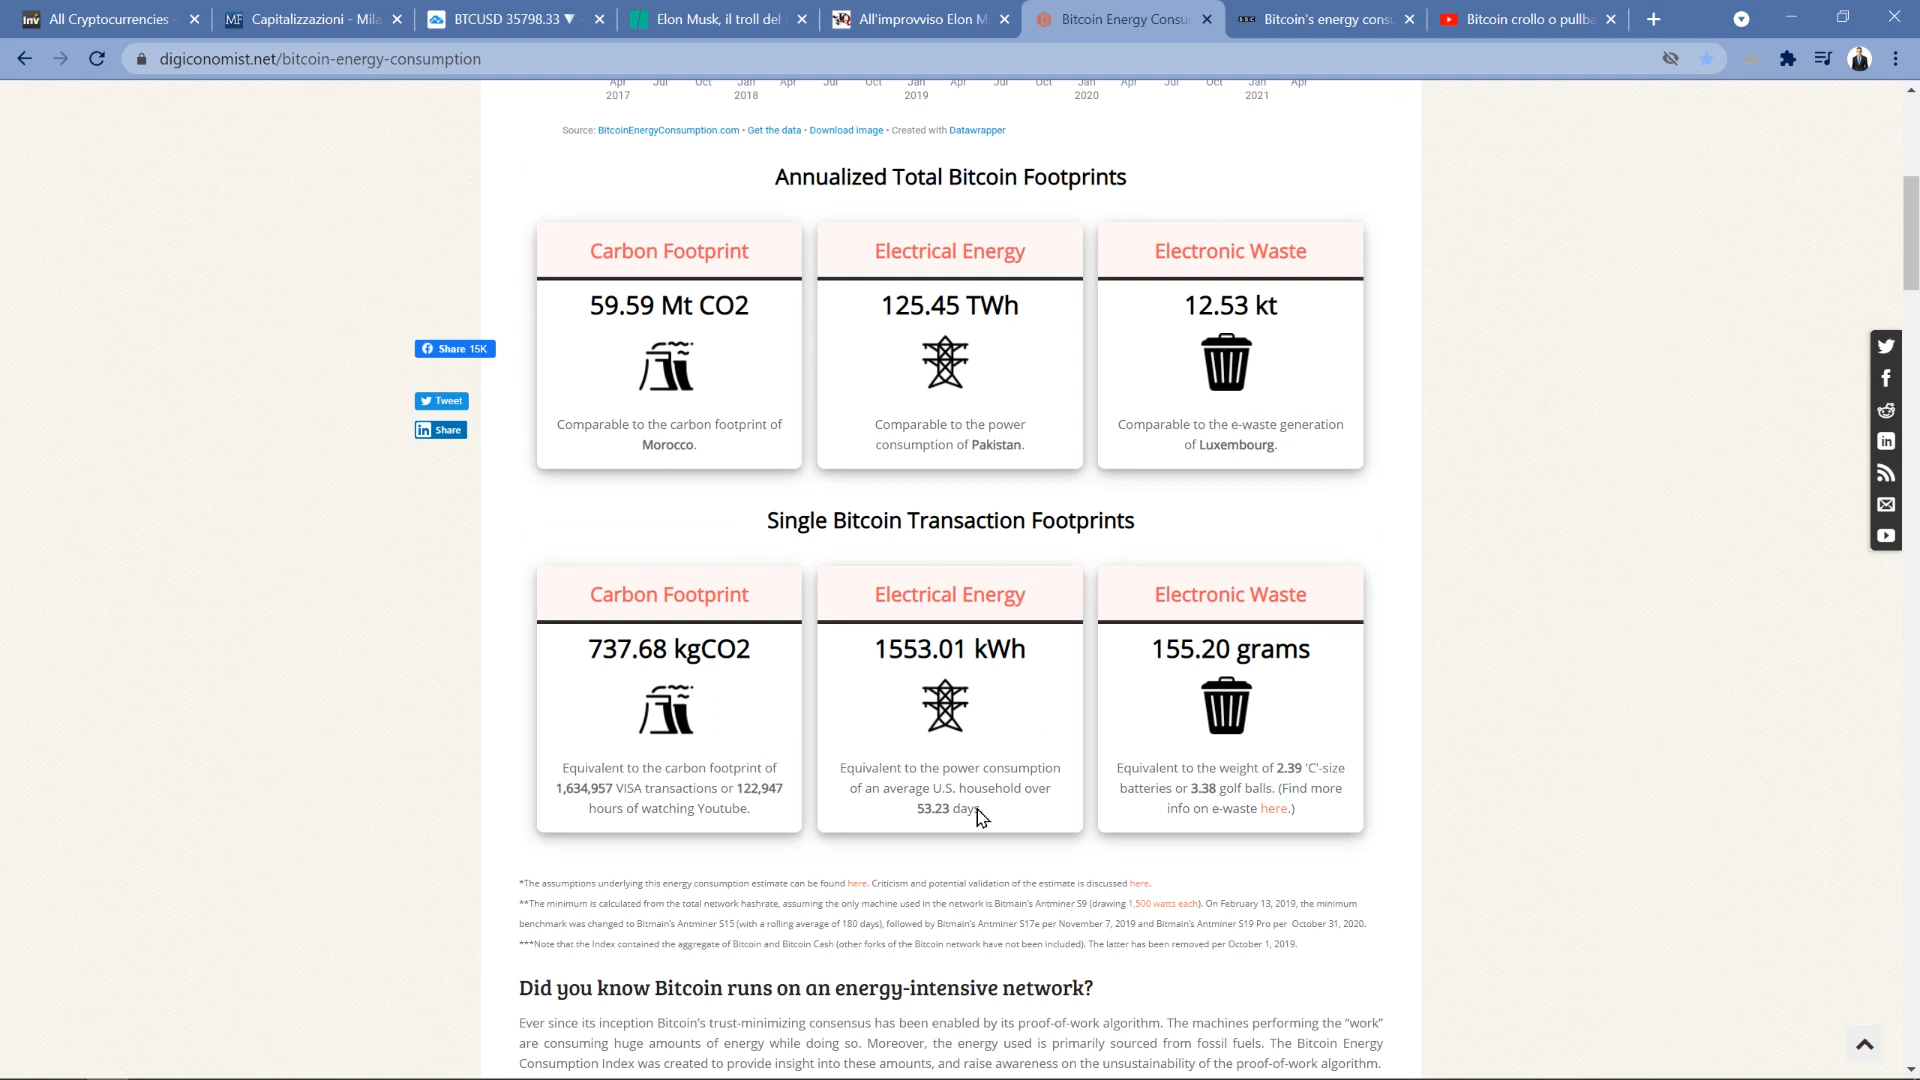 All Cryptocurrencies
Capitalizzazioni - Mila
BTCUSD 35798.33 ▼
Elon Musk, il troll del
All'improvviso Elon M
Bitcoin Energy Consu
Bitcoin's energy cons
Bitcoin crollo o pullba
digiconomist.net/bitcoin-energy-consumption
Apr Jul Oct Jan Apr Jul Oct Jan Apr Jul Oct Jan Apr Jul Oct Jan Apr
2017 2018 2019 2020 2021
Source: BitcoinEnergyConsumption.com • Get the data • Download image • Created with Datawrapper
Annualized Total Bitcoin Footprints
Carbon Footprint
59.59 Mt CO2
Comparable to the carbon footprint of
Morocco.
Electrical Energy
125.45 TWh
Comparable to the power
consumption of Pakistan.
Electronic Waste
12.53 kt
Comparable to the e-waste generation
of Luxembourg.
Share 15K
Tweet
in Share
Single Bitcoin Transaction Footprints
Carbon Footprint
737.68 kgCO2
Equivalent to the carbon footprint of
1,634,957 VISA transactions or 122,947
hours of watching Youtube.
Electrical Energy
1553.01 kWh
Equivalent to the power consumption
of an average U.S. household over
53.23 days
Electronic Waste
155.20 grams
Equivalent to the weight of 2.39 'C'-size
batteries or 3.38 golf balls. (Find more
info on e-waste here.)
*The assumptions underlying this energy consumption estimate can be found here. Criticism and potential validation of the estimate is discussed here.
**The minimum is calculated from the total network hashrate, assuming the only machine used in the network is Bitmain's Antminer S9 (drawing 1,500 watts each). On February 13, 2019, the minimum
benchmark was changed to Bitmain's Antminer S15 (with a rolling average of 180 days), followed by Bitmain's Antminer S17e per November 7, 2019 and Bitmain's Antminer S19 Pro per October 31, 2020.
***Note that the Index contained the aggregate of Bitcoin and Bitcoin Cash (other forks of the Bitcoin network have not been included). The latter has been removed per October 1, 2019.
Did you know Bitcoin runs on an energy-intensive network?
Ever since its inception Bitcoin's trust-minimizing consensus has been enabled by its proof-of-work algorithm. The machines performing the “work”
are consuming huge amounts of energy while doing so. Moreover, the energy used is primarily sourced from fossil fuels. The Bitcoin Energy
Consumption Index was created to provide insight into these amounts, and raise awareness on the unsustainability of the proof-of-work algorithm.